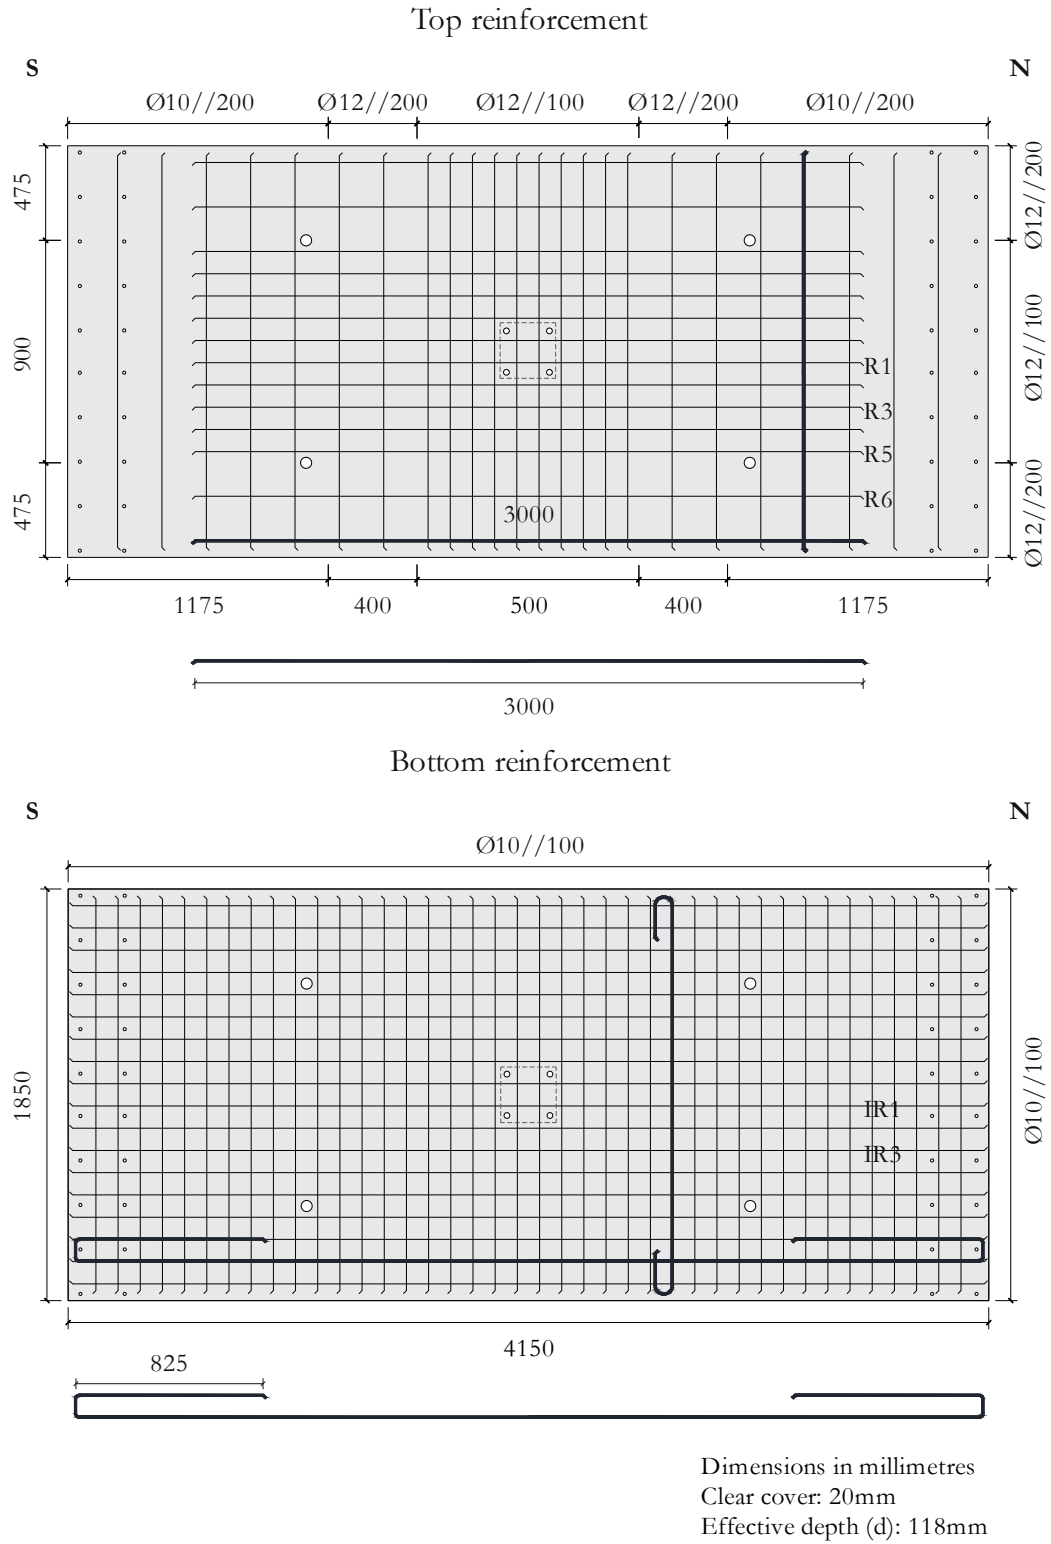 Top reinforcement
S
N
Ø10//200
Ø12//200
Ø12//100
Ø12//200
Ø10//200
475
900
475
Ø12//200
Ø12//100
Ø12//200
R1
R3
R5
R6
3000
1175
400
500
400
1175
3000
Bottom reinforcement
S
N
Ø10//100
1850
Ø10//100
IR1
IR3
4150
825
Dimensions in millimetres
Clear cover: 20mm
Effective depth (d): 118mm